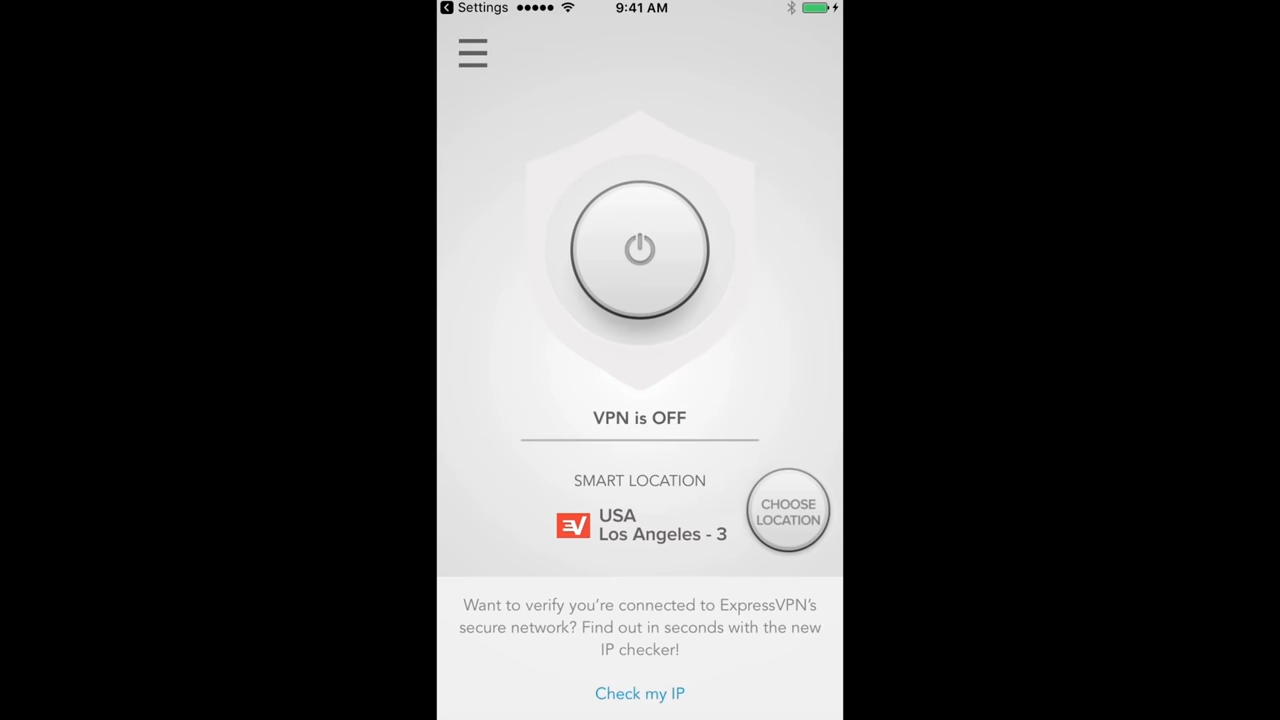 Settings 9:41 AM
VPN is OFF
SMART LOCATION
USA
Los Angeles - 3
CHOOSE
LOCATION
Want to verify you’re connected to ExpressVPN’s
secure network? Find out in seconds with the new
IP checker!
Check my IP